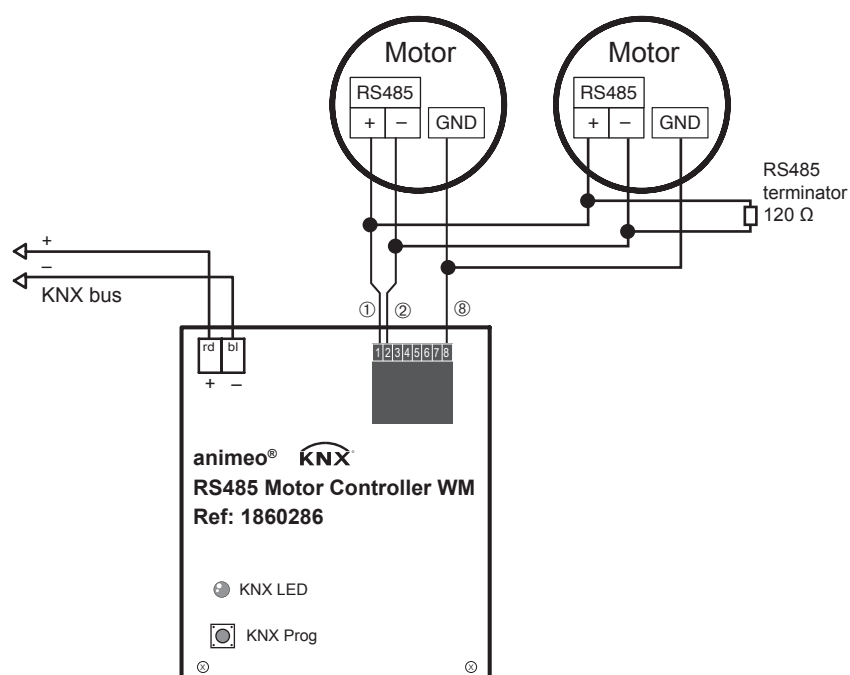 Motor
Motor
RS485
RS485
+ – GND
+ – GND
RS485
terminator
120 Ω
+
–
KNX bus
① ② ⑧
rd bl
1 2 3 4 5 6 7 8
+ –
animeo® KNX
RS485 Motor Controller WM
Ref: 1860286
KNX LED
KNX Prog